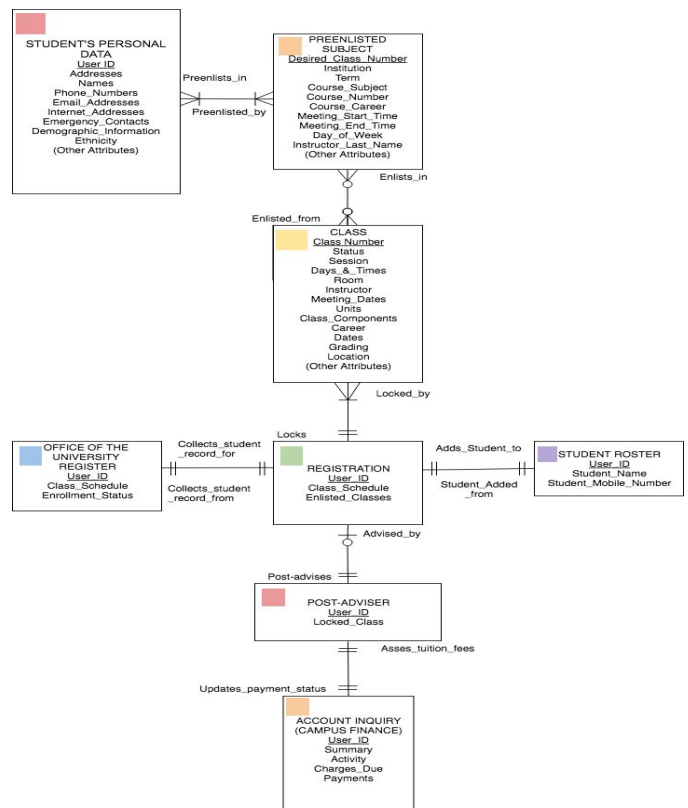 STUDENT'S PERSONAL
DATA
User ID
Addresses
Names
Phone_Numbers
Email_Addresses
Internet_Addresses
Emergency_Contacts
Demographic_Information
Ethnicity
(Other Attributes)
Preenlists_in
Preenlisted_by
PREENLISTED
SUBJECT
Desired_Class_Number
Institution
Term
Course_Subject
Course_Number
Course_Career
Meeting_Start_Time
Meeting_End_Time
Day_of_Week
Instructor_Last_Name
(Other Attributes)
Enlists_in
Enlisted_from
CLASS
Class Number
Status
Session
Days_&_Times
Room
Instructor
Meeting_Dates
Units
Class_Components
Career
Dates
Grading
Location
(Other Attributes)
Locked_by
Locks
OFFICE OF THE
UNIVERSITY
REGISTER
User_ID
Class_Schedule
Enrollment_Status
Collects_student
_record_for
Collects_student
_record_from
REGISTRATION
User_ID
Class_Schedule
Enlisted_Classes
Adds_Student_to
Student_Added
_from
STUDENT ROSTER
User_ID
Student_Name
Student_Mobile_Number
Advised_by
Post-advises
POST-ADVISER
User_ID
Locked_Class
Asses_tuition_fees
Updates_payment_status
ACCOUNT INQUIRY
(CAMPUS FINANCE)
User_ID
Summary
Activity
Charges_Due
Payments